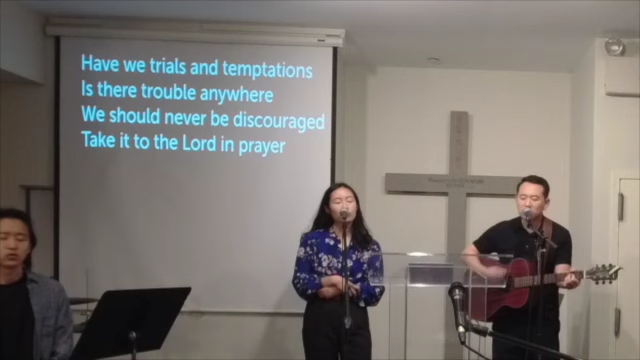 Have we trials and temptations
Is there trouble anywhere
We should never be discouraged
Take it to the Lord in prayer